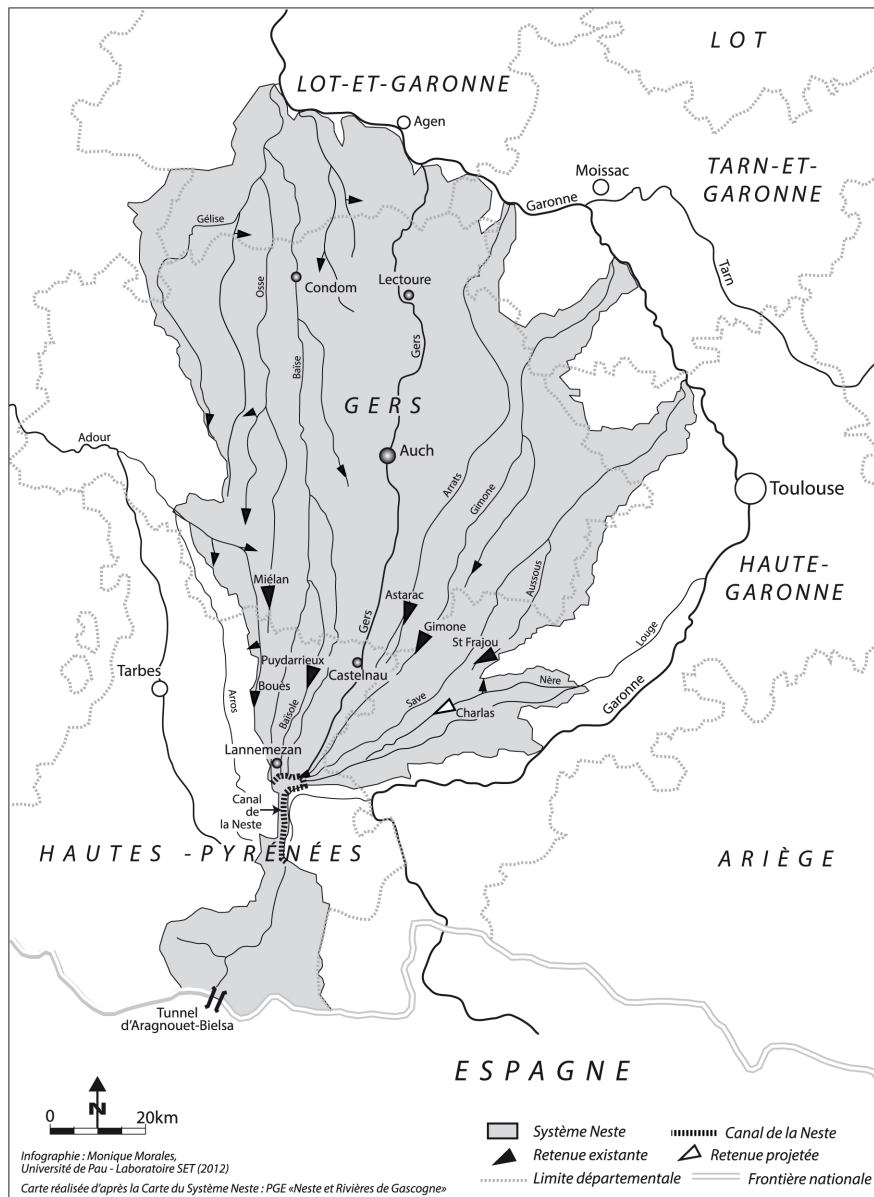 LOT
LOT-ET-GARONNE
Agen
Moissac
TARN-ET-
GARONNE
Garonne
Gélise
Tarn
Osse
Condom
Lectoure
Gers
Baïse
GERS
Adour
Auch
Arrats
Gimone
Toulouse
HAUTE-
GARONNE
Aussous
Miélan
Astarac
Gers
Gimone
St Frajou
Louge
Puydarrieux
Castelnau
Tarbes
Bouès
Nère
Garonne
Arros
Baïsole
Save
Charlas
Lannemezan
Canal
de
la Neste
HAUTES -PYRÉNÉES
ARIÈGE
Tunnel
d'Aragnouet-Bielsa
ESPAGNE
N
0 20km
Système Neste
Canal de la Neste
Retenue existante
Retenue projetée
Limite départementale
Frontière nationale
Infographie : Monique Morales,
Université de Pau - Laboratoire SET (2012)
Carte réalisée d'après la Carte du Système Neste : PGE «Neste et Rivières de Gascogne»